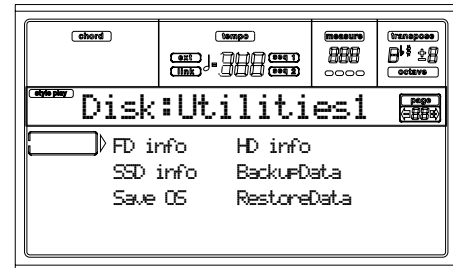 chord tempo measure transpose
ext seq 1
link seq 2
octave
style play Disk:Utilities1 page
FD info HD info
SSD info BackupData
Save OS RestoreData